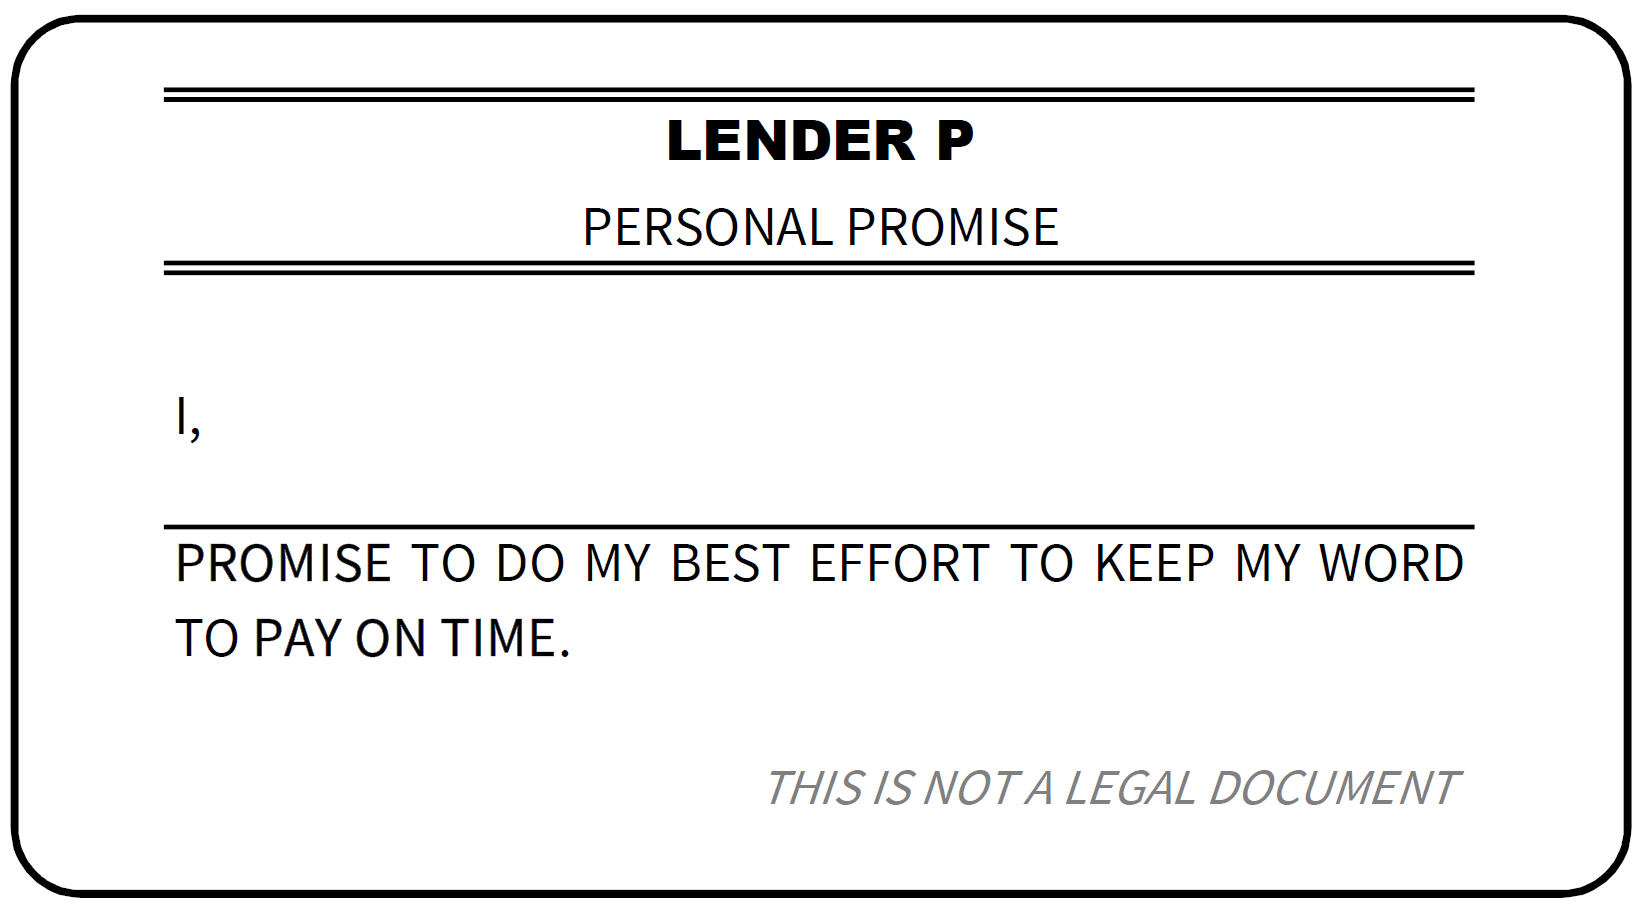 LENDER P
PERSONAL PROMISE
I,
PROMISE TO DO MY BEST EFFORT TO KEEP MY WORD
TO PAY ON TIME.
THIS IS NOT A LEGAL DOCUMENT